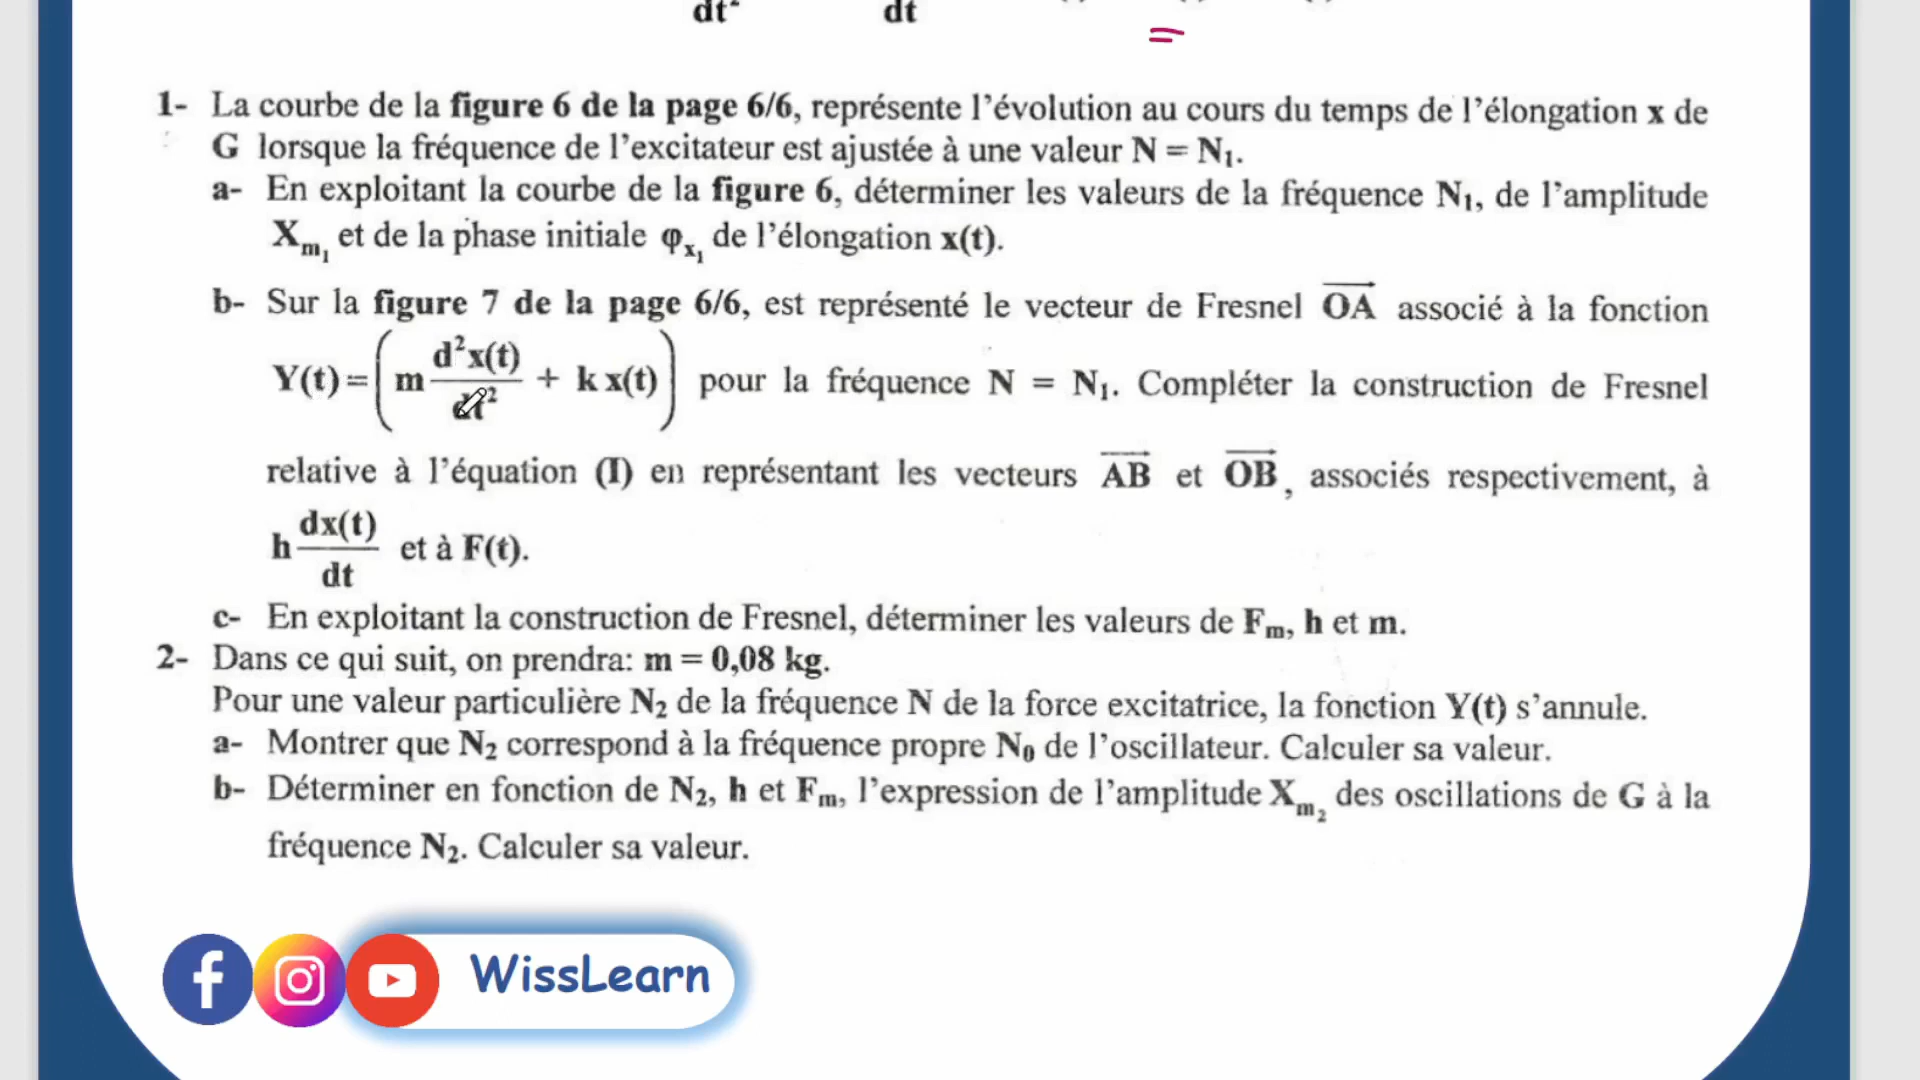 dt² dt
1- La courbe de la figure 6 de la page 6/6, représente l'évolution au cours du temps de l'élongation x de
G lorsque la fréquence de l'excitateur est ajustée à une valeur N = N₁.
a- En exploitant la courbe de la figure 6, déterminer les valeurs de la fréquence N₁, de l'amplitude
Xm₁ et de la phase initiale φx₁ de l'élongation x(t).
b- Sur la figure 7 de la page 6/6, est représenté le vecteur de Fresnel OA associé à la fonction
Y(t) = (m d²x(t)/dt² + k x(t)) pour la fréquence N = N₁. Compléter la construction de Fresnel
relative à l'équation (I) en représentant les vecteurs AB et OB, associés respectivement, à
h dx(t)/dt et à F(t).
c- En exploitant la construction de Fresnel, déterminer les valeurs de Fm, h et m.
2- Dans ce qui suit, on prendra: m = 0,08 kg.
Pour une valeur particulière N₂ de la fréquence N de la force excitatrice, la fonction Y(t) s'annule.
a- Montrer que N₂ correspond à la fréquence propre N₀ de l'oscillateur. Calculer sa valeur.
b- Déterminer en fonction de N₂, h et Fm, l'expression de l'amplitude Xm₂ des oscillations de G à la
fréquence N₂. Calculer sa valeur.
WissLearn